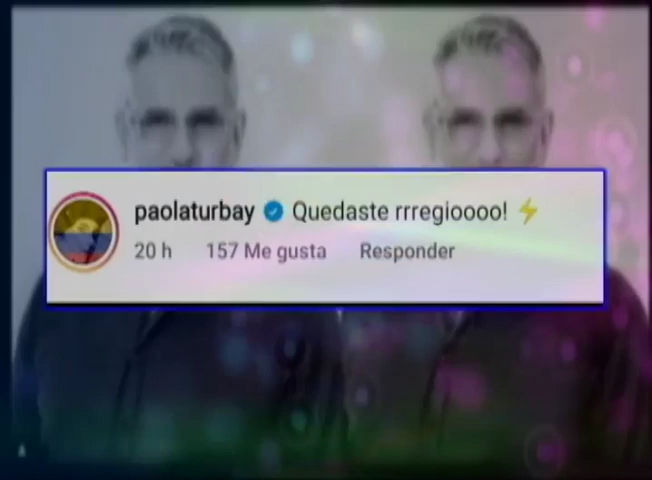 paolaturbay Quedaste rrregioooo! ⚡
20 h 157 Me gusta Responder